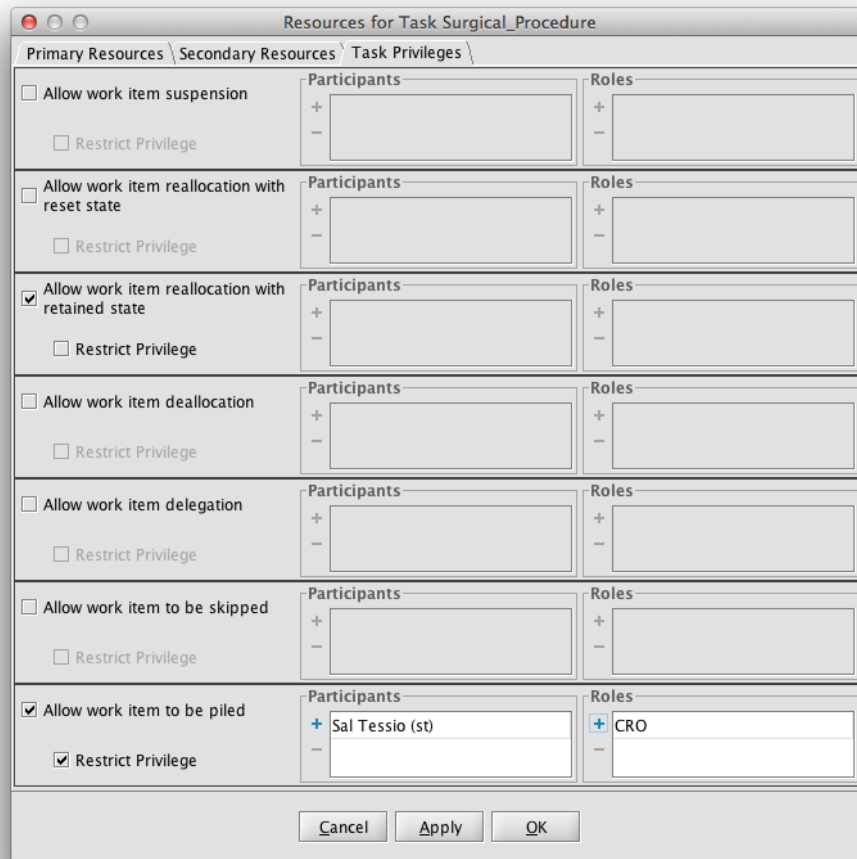 Resources for Task Surgical_Procedure
Primary Resources Secondary Resources Task Privileges
Allow work item suspension
Restrict Privilege
Participants
+
−
Roles
+
−
Allow work item reallocation with
reset state
Restrict Privilege
Participants
+
−
Roles
+
−
Allow work item reallocation with
retained state
Restrict Privilege
Participants
+
−
Roles
+
−
Allow work item deallocation
Restrict Privilege
Participants
+
−
Roles
+
−
Allow work item delegation
Restrict Privilege
Participants
+
−
Roles
+
−
Allow work item to be skipped
Restrict Privilege
Participants
+
−
Roles
+
−
Allow work item to be piled
Restrict Privilege
Participants
+ Sal Tessio (st)
−
Roles
+ CRO
−
Cancel Apply OK